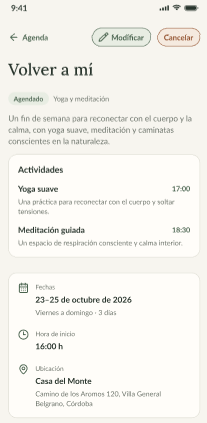 9:41
Agenda
Modificar
Cancelar
Volver a mí
Agendado
Yoga y meditación
Un fin de semana para reconectar con el cuerpo y la
calma, con yoga suave, meditación y caminatas
conscientes en la naturaleza.
Actividades
Yoga suave 17:00
Una práctica para reconectar con el cuerpo y soltar
tensiones.
Meditación guiada 18:30
Un espacio de respiración consciente y calma interior.
Fechas
23–25 de octubre de 2026
Viernes a domingo · 3 días
Hora de inicio
16:00 h
Ubicación
Casa del Monte
Camino de los Aromos 120, Villa General
Belgrano, Córdoba